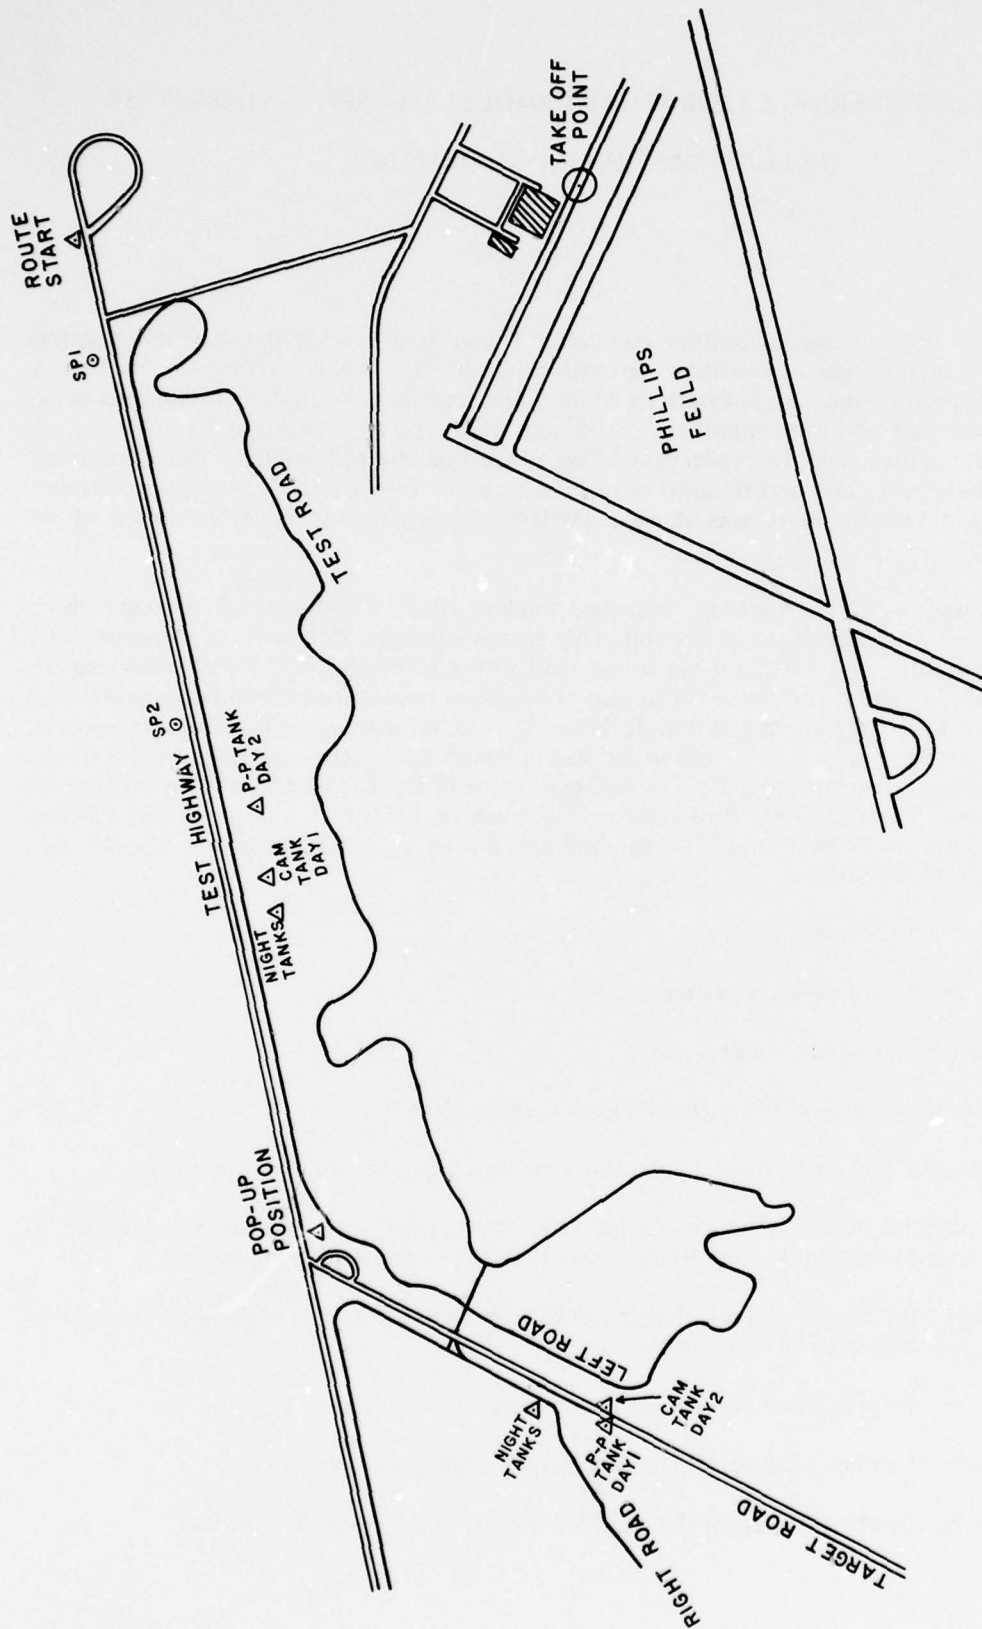 ROUTE
START
SP1
TAKE OFF
POINT
TEST ROAD
PHILLIPS
FEILD
SP2
TEST HIGHWAY
P-P TANK
DAY2
CAM
TANK
DAY1
NIGHT
TANKS
POP-UP
POSITION
LEFT ROAD
NIGHT
TANKS
P-P
TANK
DAY1
CAM
TANK
DAY2
RIGHT ROAD
TARGET ROAD